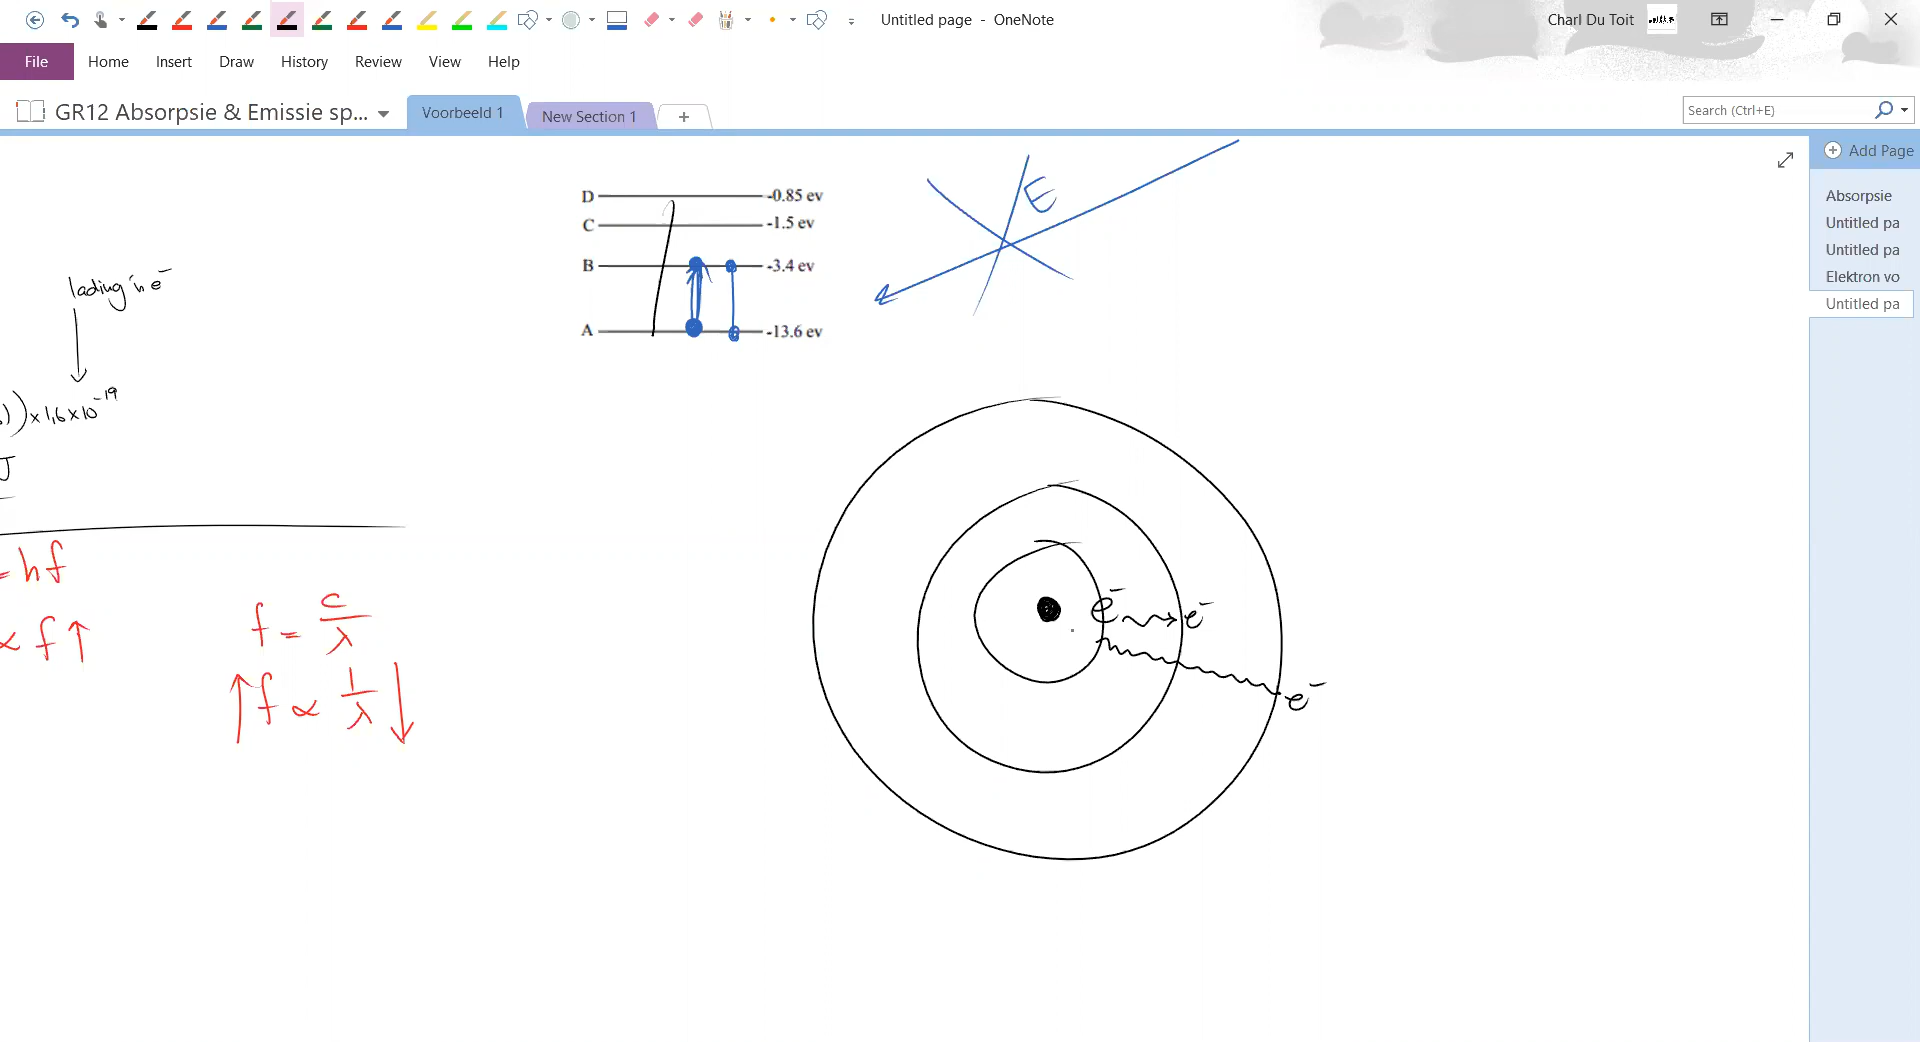 Untitled page - OneNote
Charl Du Toit
File Home Insert Draw History Review View Help
GR12 Absorpsie & Emissie sp...
Voorbeeld 1
New Section 1
+
Search (Ctrl+E)
Add Page
Absorpsie
Untitled pa
Untitled pa
Elektron vo
Untitled pa
D -0.85 ev
C -1.5 ev
B -3.4 ev
A -13.6 ev
E
lading 'n e⁻
))×1,6×10⁻¹⁹
J
= hf
∝ f↑
f = c/λ
↑f ∝ 1/λ↓
e⁻ e⁻
e⁻